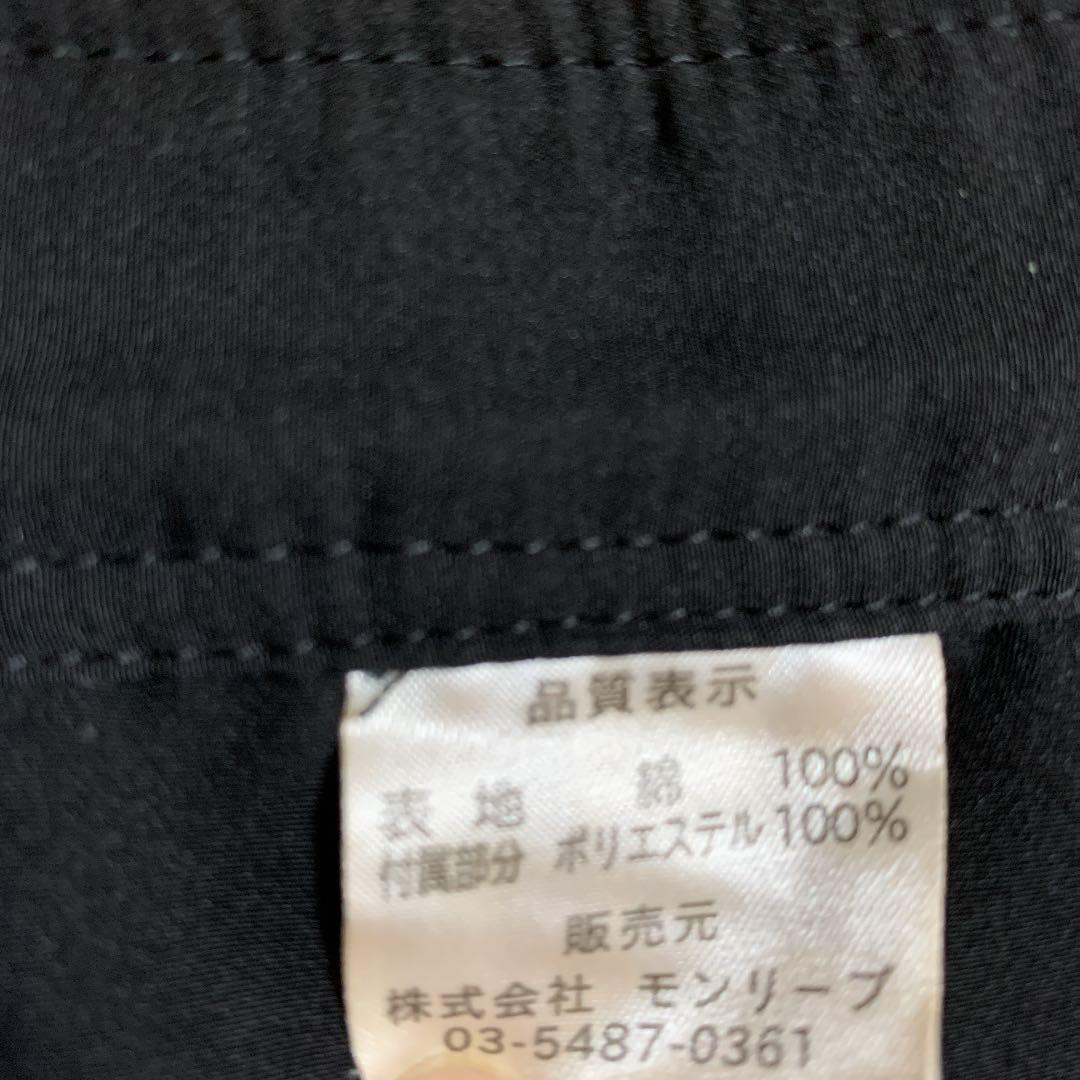 品質表示
表 地 綿 100%
付属部分 ポリエステル100%
販売元
株式会社 モンリーブ
03-5487-0361